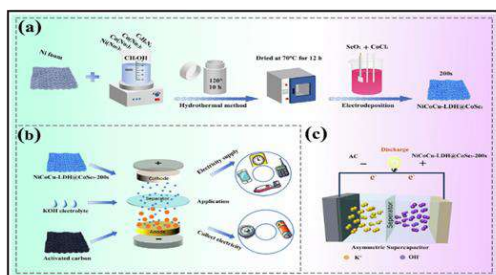 (a)
Ni foam
CH₃OH
120°
10 h
Hydrothermal method
Dried at 70°C for 12 h
SeO₂ + CoCl₂
Electrodeposition
200s
NiCoCu-LDH@CoSe₂
(b)
NiCoCu-LDH@CoSe₂-200s
KOH electrolyte
Activated carbon
+
Cathode
Separator
Anode
−
Electricity supply
Application
Collect electricity
(c)
Discharge
AC
−
+
NiCoCu-LDH@CoSe₂-200s
e⁻
e⁻
Separator
Asymmetric Supercapacitor
K⁺
OH⁻